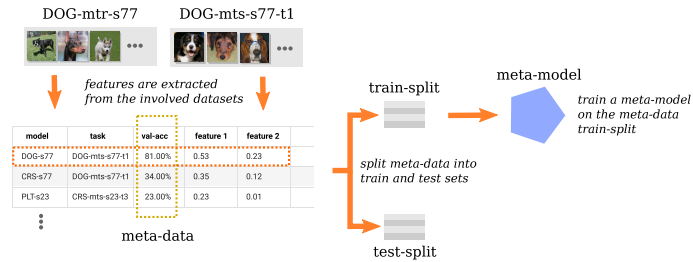 DOG-mtr-s77
DOG-mts-s77-t1
features are extracted
from the involved datasets
model task val-acc feature 1 feature 2
DOG-s77 DOG-mts-s77-t1 81.00% 0.53 0.23
CRS-s77 DOG-mts-s77-t1 34.00% 0.35 0.12
PLT-s23 CRS-mts-s23-t3 23.00% 0.23 0.01
meta-data
train-split
split meta-data into
train and test sets
test-split
meta-model
train a meta-model
on the meta-data
train-split